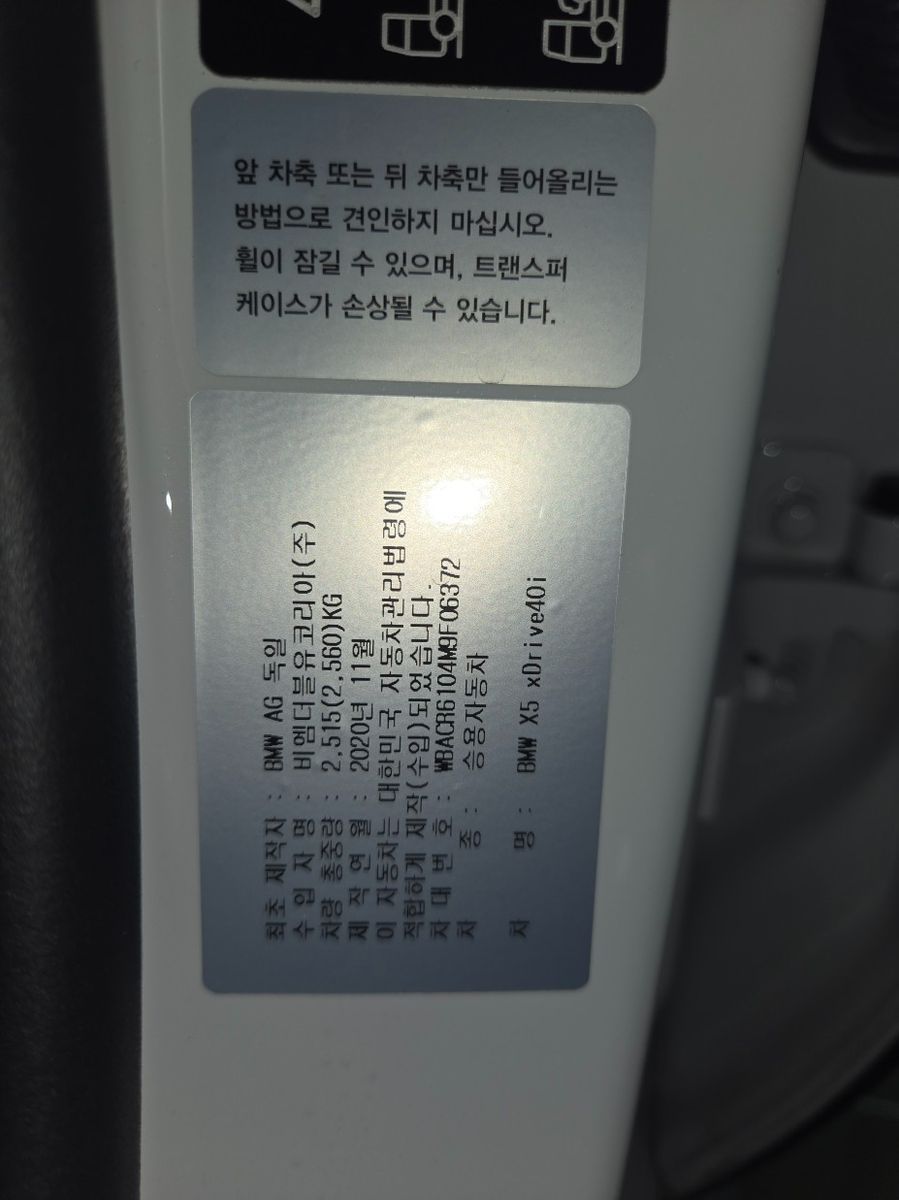 앞 차축 또는 뒤 차축만 들어올리는
방법으로 견인하지 마십시오.
휠이 잠길 수 있으며, 트랜스퍼
케이스가 손상될 수 있습니다.
최초 제작자 : BMW AG 독일
수 입 자 명 : 비엠더블유코리아(주)
차량 총중량 : 2,515(2,560)KG
제 작 연 월 : 2020년 11월
이 자동차는 대한민국 자동차관리법령에
적합하게 제작(수입)되었습니다.
차 대 번 호 : WBACR6104M9F06372
차 종 : 승용자동차
차 명 : BMW X5 xDrive40i